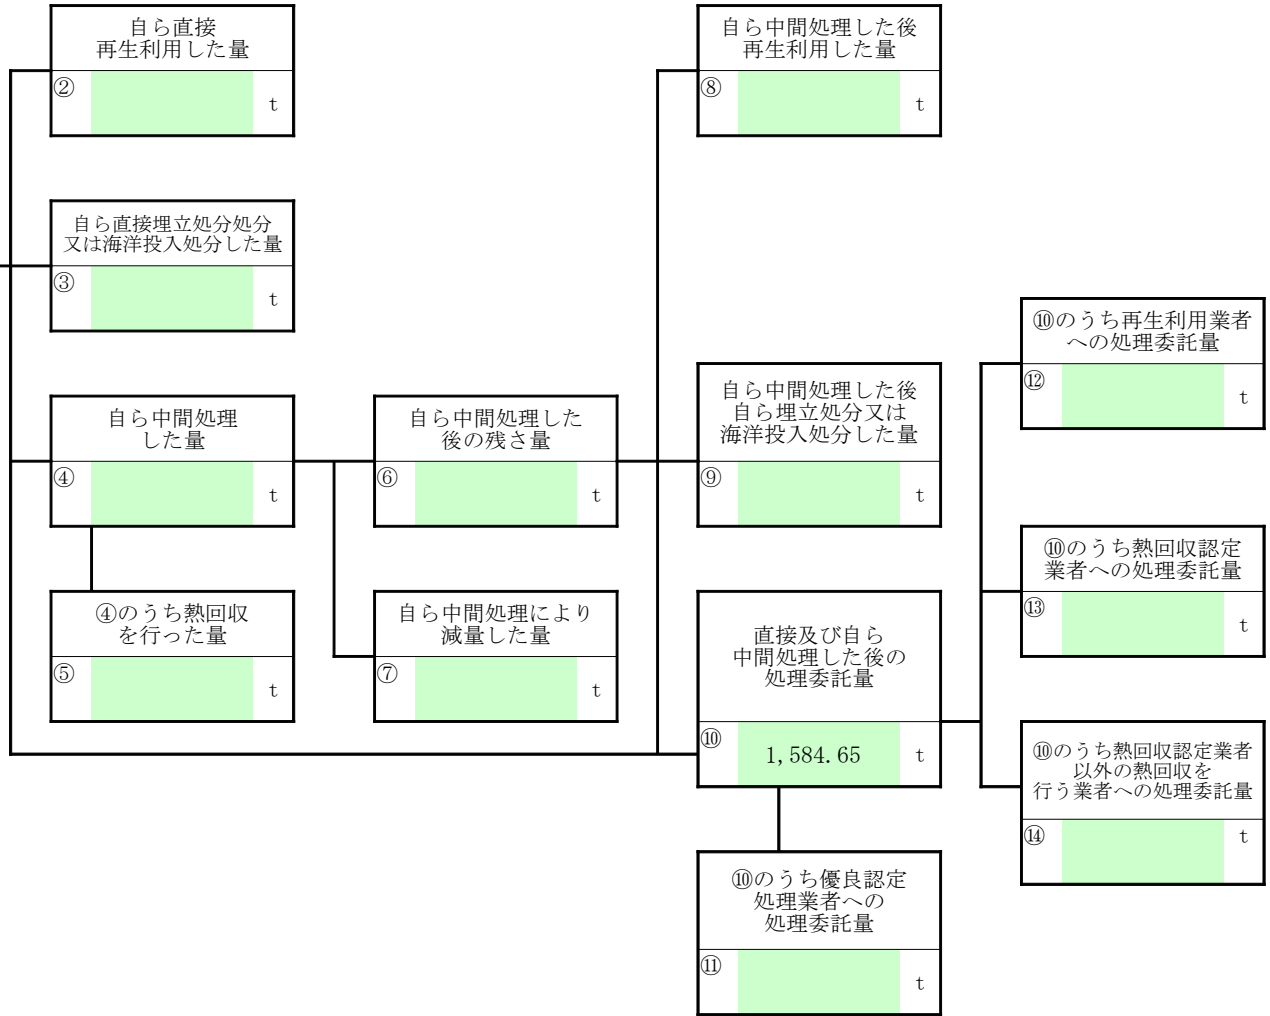 自ら直接
再生利用した量
②
t
自ら中間処理した後
再生利用した量
⑧
t
自ら直接埋立処分処分
又は海洋投入処分した量
③
t
⑩のうち再生利用業者
への処理委託量
⑫
t
自ら中間処理
した量
④
t
自ら中間処理した
後の残さ量
⑥
t
自ら中間処理した後
自ら埋立処分又は
海洋投入処分した量
⑨
t
⑩のうち熱回収認定
業者への処理委託量
⑬
t
④のうち熱回収
を行った量
⑤
t
自ら中間処理により
減量した量
⑦
t
直接及び自ら
中間処理した後の
処理委託量
⑩
1,584.65 t
⑩のうち熱回収認定業者
以外の熱回収を
行う業者への処理委託量
⑭
t
⑩のうち優良認定
処理業者への
処理委託量
⑪
t